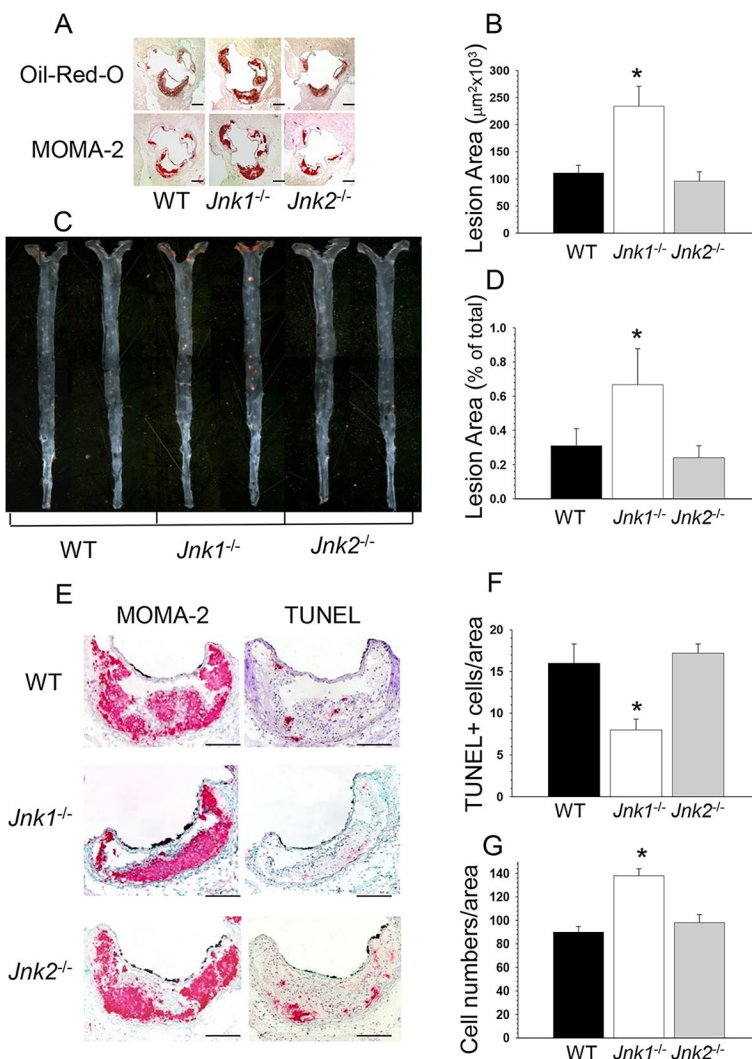 A
Oil-Red-O
MOMA-2
WT Jnk1-/- Jnk2-/-
B
Lesion Area (µm²x10³)
350
300
250
200
150
100
50
0
*
WT Jnk1-/- Jnk2-/-
C
WT Jnk1-/- Jnk2-/-
D
Lesion Area (% of total)
1.0
0.8
0.6
0.4
0.2
0.0
*
WT Jnk1-/- Jnk2-/-
E
MOMA-2 TUNEL
WT
Jnk1-/-
Jnk2-/-
F
TUNEL+ cells/area
20
15
10
5
0
*
WT Jnk1-/- Jnk2-/-
G
Cell numbers/area
140
120
100
80
60
40
20
0
*
WT Jnk1-/- Jnk2-/-